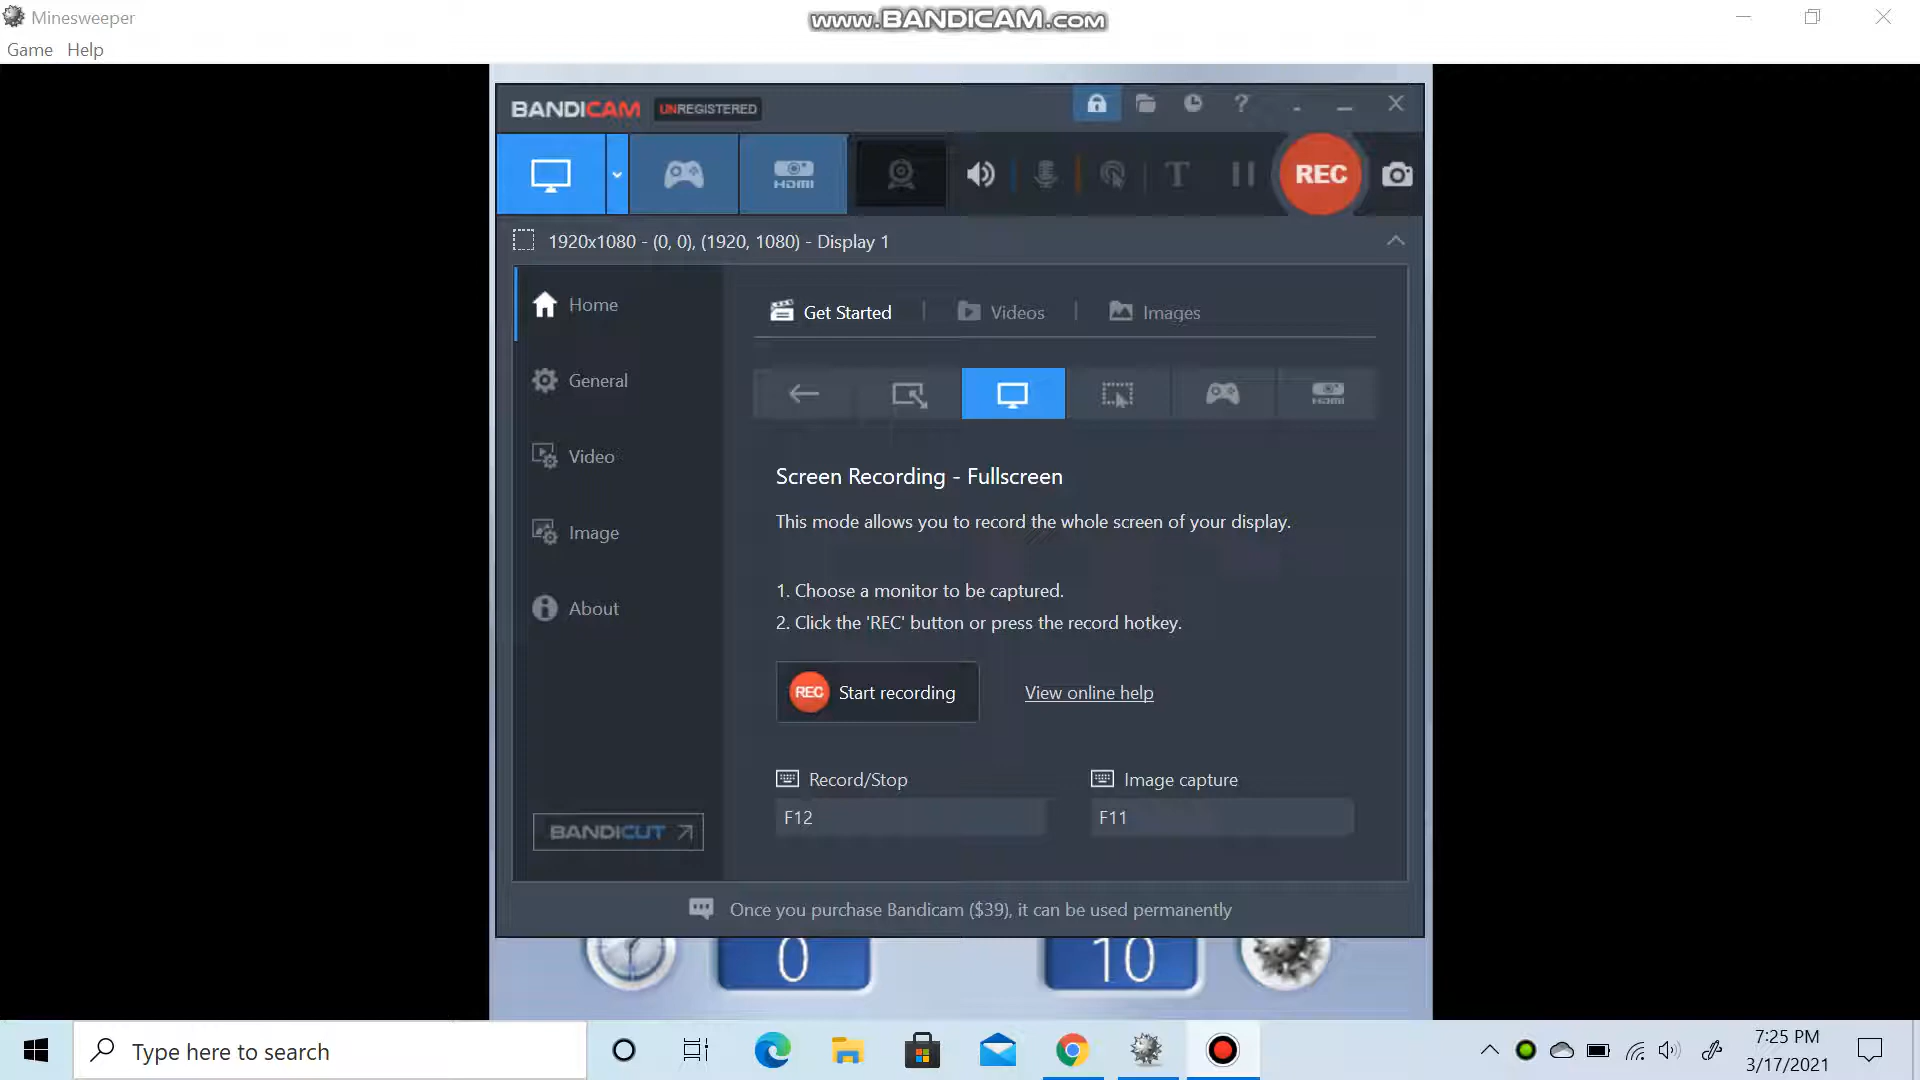 Minesweeper
www.BANDICAM.com
Game Help
BANDICAM UNREGISTERED
?
HDMI
T
REC
1920x1080 - (0, 0), (1920, 1080) - Display 1
Home
Get Started
Videos
Images
General
HDMI
Video
Screen Recording - Fullscreen
This mode allows you to record the whole screen of your display.
Image
1. Choose a monitor to be captured.
About
2. Click the 'REC' button or press the record hotkey.
REC Start recording
View online help
Record/Stop
Image capture
F12
F11
BANDICUT
Once you purchase Bandicam ($39), it can be used permanently
0
10
Type here to search
7:25 PM
3/17/2021